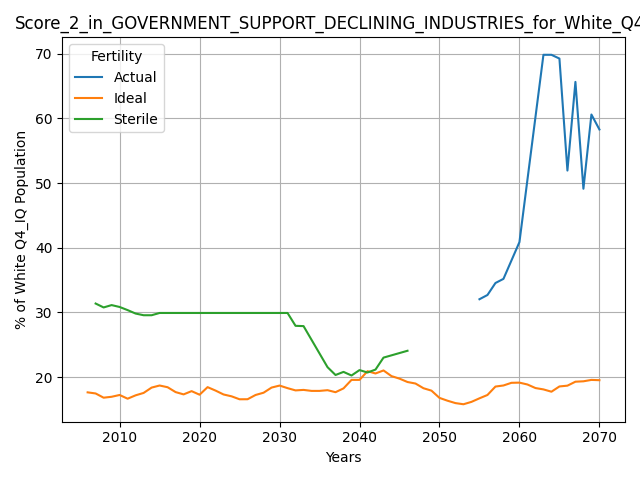 Score_2_in_GOVERNMENT_SUPPORT_DECLINING_INDUSTRIES_for_White_Q4
Fertility
Actual
Ideal
Sterile
% of White Q4_IQ Population
70
60
50
40
30
20
2010 2020 2030 2040 2050 2060 2070
Years